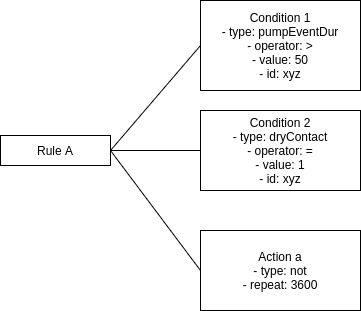 Rule A
Condition 1
- type: pumpEventDur
- operator: >
- value: 50
- id: xyz
Condition 2
- type: dryContact
- operator: =
- value: 1
- id: xyz
Action a
- type: not
- repeat: 3600